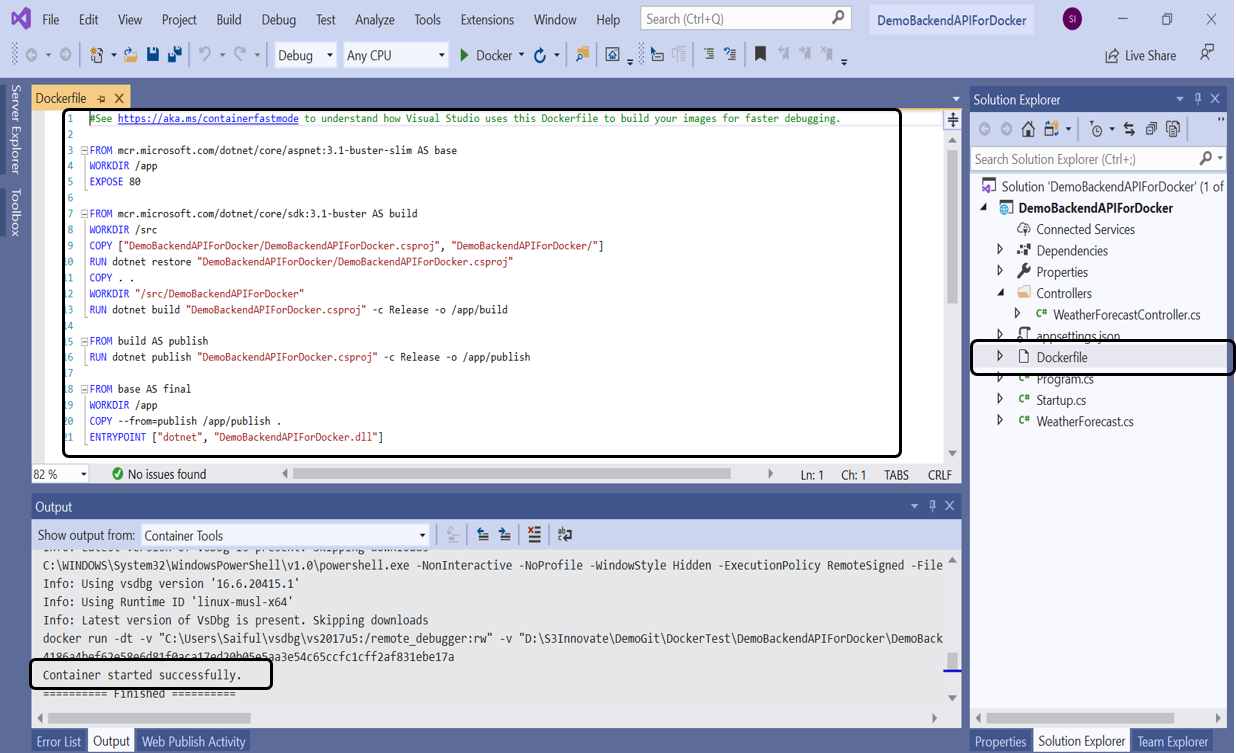 File Edit View Project Build Debug Test Analyze Tools Extensions Window Help Search (Ctrl+Q) DemoBackendAPIForDocker SI
Debug Any CPU Docker Live Share
Server Explorer
Toolbox
Dockerfile
1 #See https://aka.ms/containerfastmode to understand how Visual Studio uses this Dockerfile to build your images for faster debugging.
2
3 FROM mcr.microsoft.com/dotnet/core/aspnet:3.1-buster-slim AS base
4 WORKDIR /app
5 EXPOSE 80
6
7 FROM mcr.microsoft.com/dotnet/core/sdk:3.1-buster AS build
8 WORKDIR /src
9 COPY ["DemoBackendAPIForDocker/DemoBackendAPIForDocker.csproj", "DemoBackendAPIForDocker/"]
10 RUN dotnet restore "DemoBackendAPIForDocker/DemoBackendAPIForDocker.csproj"
11 COPY . .
12 WORKDIR "/src/DemoBackendAPIForDocker"
13 RUN dotnet build "DemoBackendAPIForDocker.csproj" -c Release -o /app/build
14
15 FROM build AS publish
16 RUN dotnet publish "DemoBackendAPIForDocker.csproj" -c Release -o /app/publish
17
18 FROM base AS final
19 WORKDIR /app
20 COPY --from=publish /app/publish .
21 ENTRYPOINT ["dotnet", "DemoBackendAPIForDocker.dll"]
82 % No issues found Ln: 1 Ch: 1 TABS CRLF
Output
Show output from: Container Tools
Info: Latest version of VsDbg is present. Skipping downloads
C:\WINDOWS\System32\WindowsPowerShell\v1.0\powershell.exe -NonInteractive -NoProfile -WindowStyle Hidden -ExecutionPolicy RemoteSigned -File
Info: Using vsdbg version '16.6.20415.1'
Info: Using Runtime ID 'linux-musl-x64'
Info: Latest version of VsDbg is present. Skipping downloads
docker run -dt -v "C:\Users\Saiful\vsdbg\vs2017u5:/remote_debugger:rw" -v "D:\S3Innovate\DemoGit\DockerTest\DemoBackendAPIForDocker\DemoBack
Container started successfully.
========== Finished ==========
Error List Output Web Publish Activity
Solution Explorer
Search Solution Explorer (Ctrl+;)
Solution 'DemoBackendAPIForDocker' (1 of
DemoBackendAPIForDocker
Connected Services
Dependencies
Properties
Controllers
C# WeatherForecastController.cs
appsettings.json
Dockerfile
C# Program.cs
C# Startup.cs
C# WeatherForecast.cs
Properties Solution Explorer Team Explorer